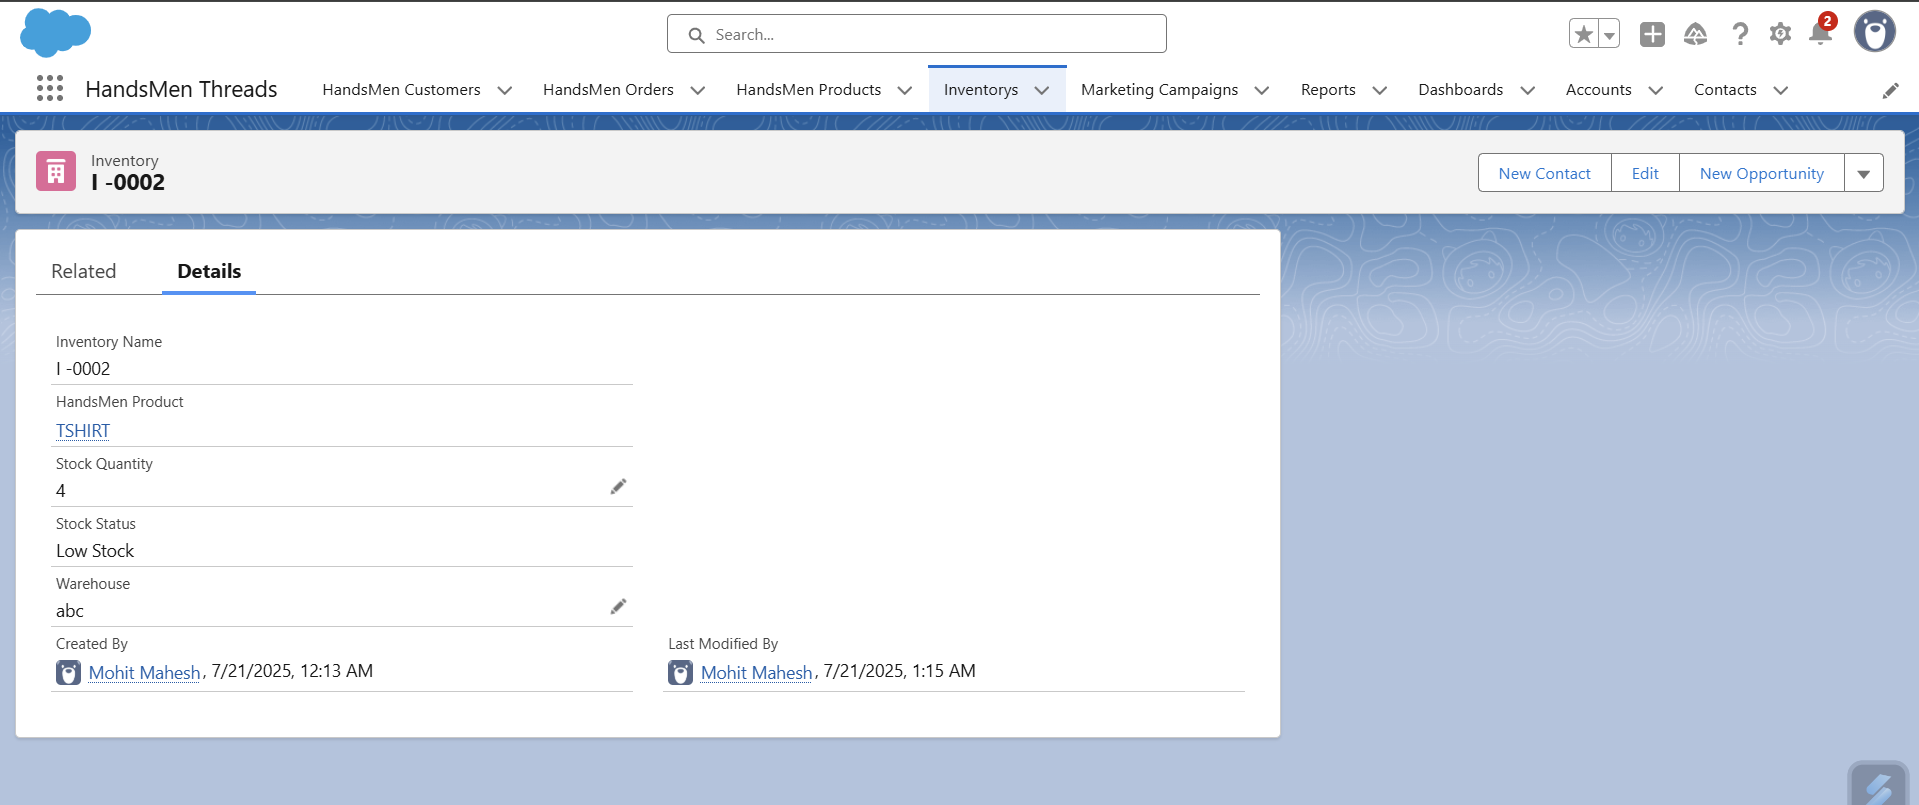 Search...
2
HandsMen Threads
HandsMen Customers
HandsMen Orders
HandsMen Products
Inventorys
Marketing Campaigns
Reports
Dashboards
Accounts
Contacts
Inventory
I -0002
New Contact
Edit
New Opportunity
Related
Details
Inventory Name
I -0002
HandsMen Product
TSHIRT
Stock Quantity
4
Stock Status
Low Stock
Warehouse
abc
Created By
Mohit Mahesh, 7/21/2025, 12:13 AM
Last Modified By
Mohit Mahesh, 7/21/2025, 1:15 AM